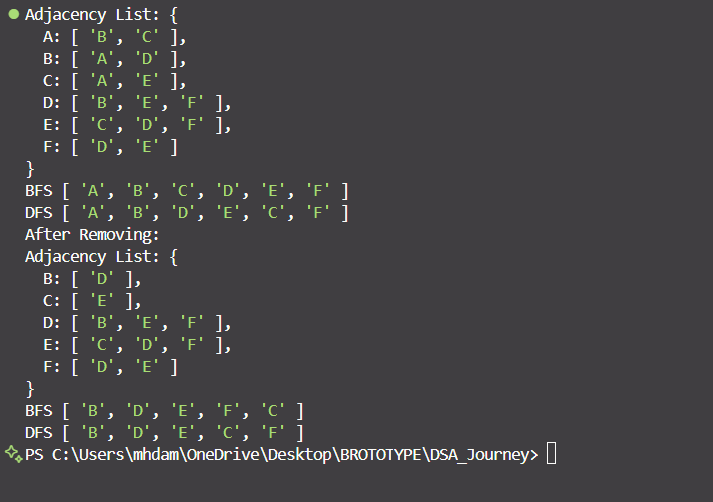 Adjacency List: {
  A: [ 'B', 'C' ],
  B: [ 'A', 'D' ],
  C: [ 'A', 'E' ],
  D: [ 'B', 'E', 'F' ],
  E: [ 'C', 'D', 'F' ],
  F: [ 'D', 'E' ]
}
BFS [ 'A', 'B', 'C', 'D', 'E', 'F' ]
DFS [ 'A', 'B', 'D', 'E', 'C', 'F' ]
After Removing:
Adjacency List: {
  B: [ 'D' ],
  C: [ 'E' ],
  D: [ 'B', 'E', 'F' ],
  E: [ 'C', 'D', 'F' ],
  F: [ 'D', 'E' ]
}
BFS [ 'B', 'D', 'E', 'F', 'C' ]
DFS [ 'B', 'D', 'E', 'C', 'F' ]
PS C:\Users\mhdam\OneDrive\Desktop\BROTOTYPE\DSA_Journey>